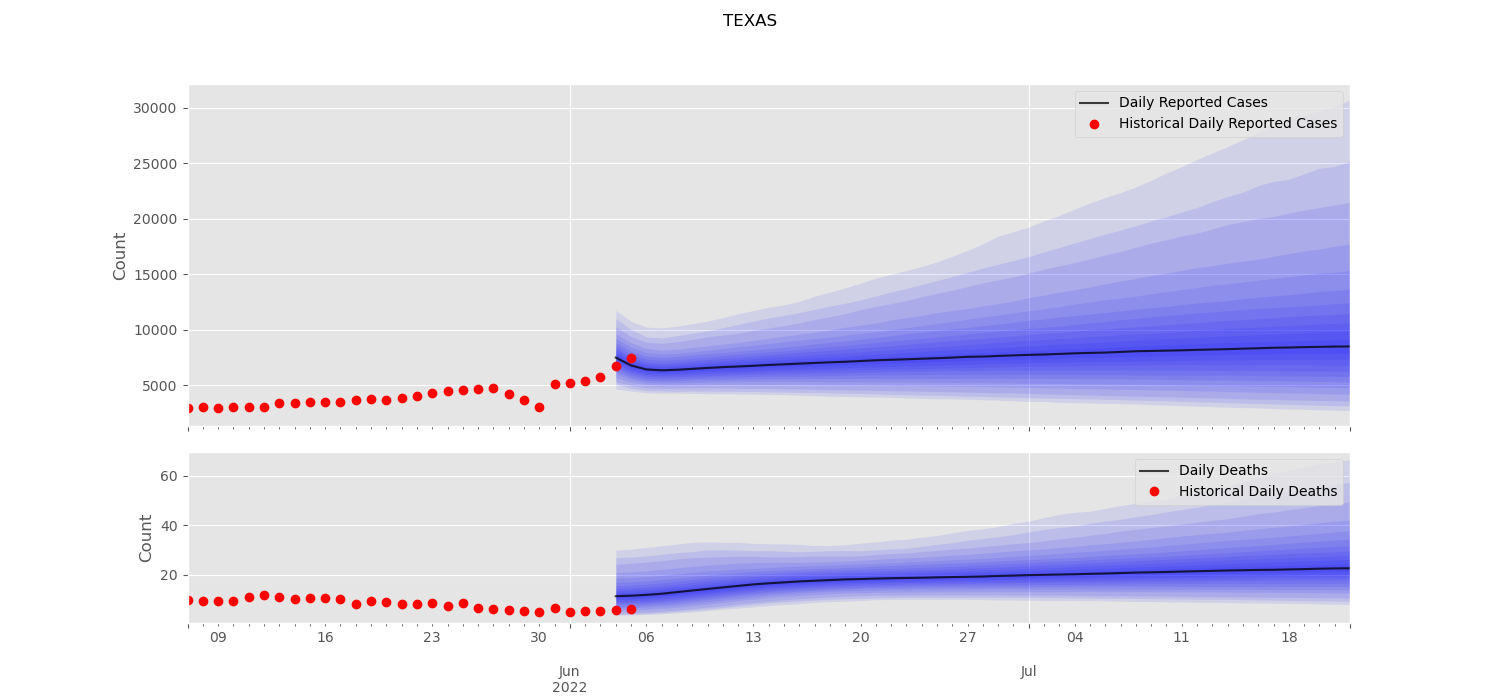 TEXAS
30000
25000
20000
15000
10000
5000
Count
Daily Reported Cases
Historical Daily Reported Cases
60
40
20
Count
Daily Deaths
Historical Daily Deaths
09 16 23 30 06 13 20 27 04 11 18
Jun Jul
2022